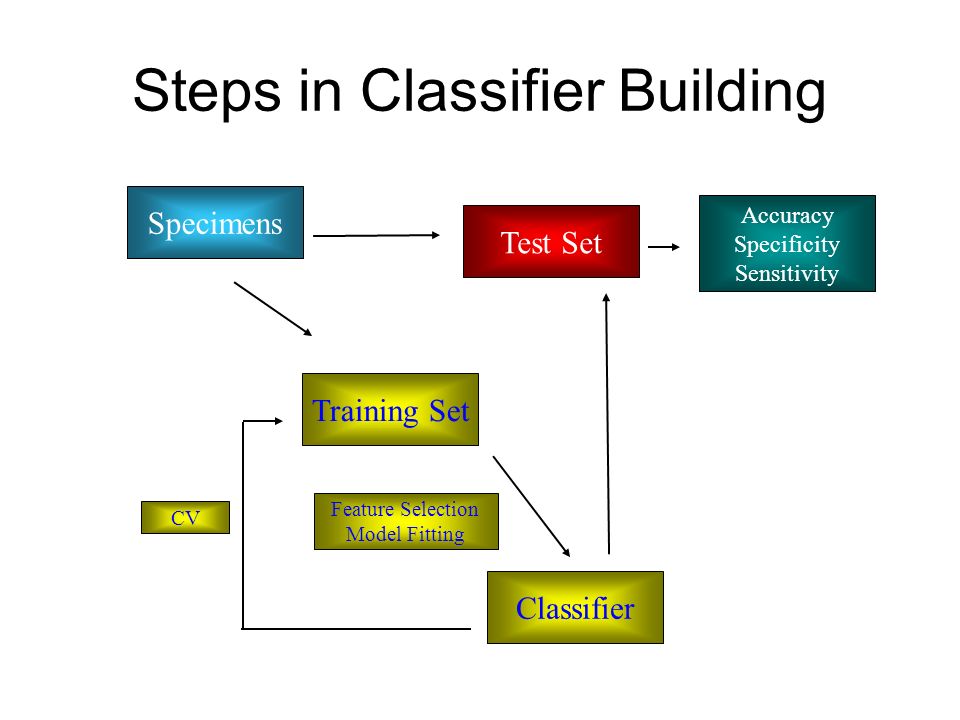 Steps in Classifier Building
Specimens
Test Set
Accuracy
Specificity
Sensitivity
Training Set
CV
Feature Selection
Model Fitting
Classifier